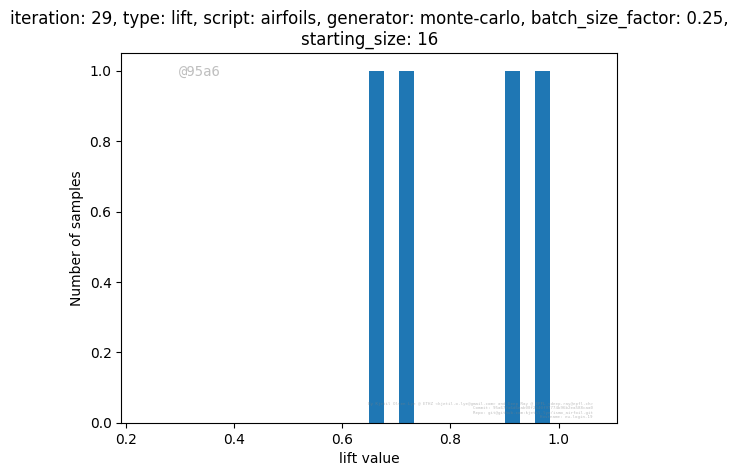 iteration: 29, type: lift, script: airfoils, generator: monte-carlo, batch_size_factor: 0.25,
starting_size: 16
@95a6
1.0
0.8
0.6
0.4
0.2
0.0
Number of samples
0.2 0.4 0.6 0.8 1.0
lift value